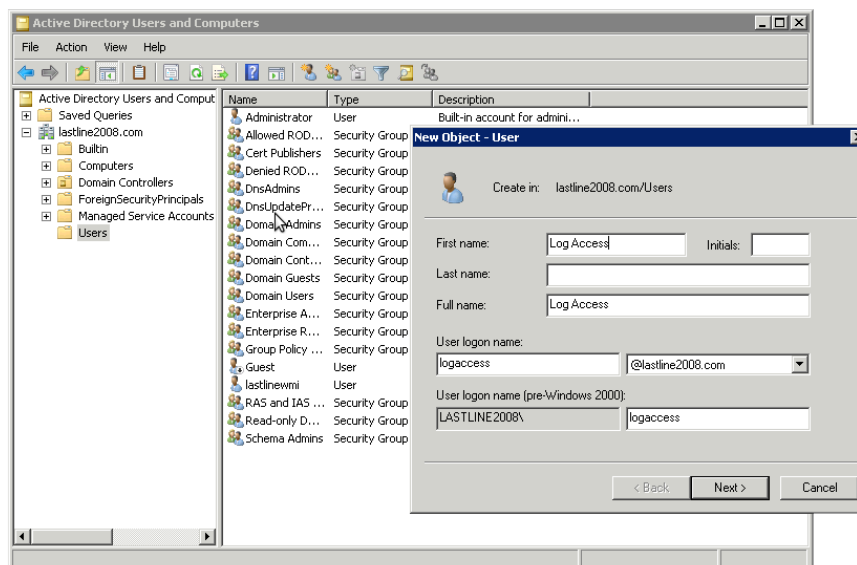 Active Directory Users and Computers
File Action View Help
Active Directory Users and Comput
Saved Queries
lastline2008.com
Builtin
Computers
Domain Controllers
ForeignSecurityPrincipals
Managed Service Accounts
Users
Name Type Description
Administrator User Built-in account for admini...
Allowed ROD... Security Group
Cert Publishers Security Group
Denied ROD... Security Group
DnsAdmins Security Group
DnsUpdatePr... Security Group
Domain Admins Security Group
Domain Com... Security Group
Domain Cont... Security Group
Domain Guests Security Group
Domain Users Security Group
Enterprise A... Security Group
Enterprise R... Security Group
Group Policy ... Security Group
Guest User
lastlinewmi User
RAS and IAS ... Security Group
Read-only D... Security Group
Schema Admins Security Group
New Object - User
Create in: lastline2008.com/Users
First name: Log Access Initials:
Last name:
Full name: Log Access
User logon name:
logaccess @lastline2008.com
User logon name (pre-Windows 2000):
LASTLINE2008\ logaccess
< Back Next > Cancel